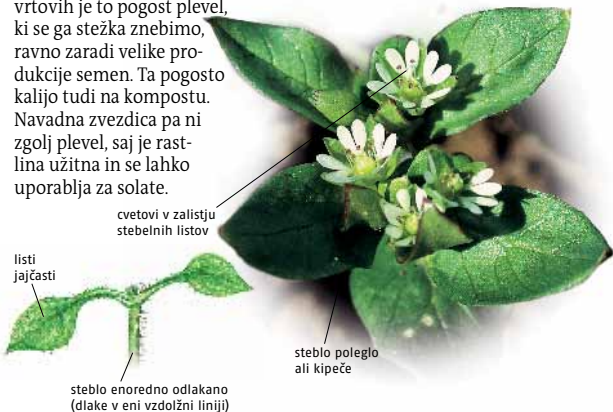 vrtovih je to pogost plevel,
ki se ga stežka znebimo,
ravno zaradi velike pro-
dukcije semen. Ta pogosto
kalijo tudi na kompostu.
Navadna zvezdica pa ni
zgolj plevel, saj je rast-
lina užitna in se lahko
uporablja za solate.
cvetovi v zalistju
stebelnih listov
listi
jajčasti
steblo poleglo
ali kipeče
steblo enoredno odlakano
(dlake v eni vzdolžni liniji)